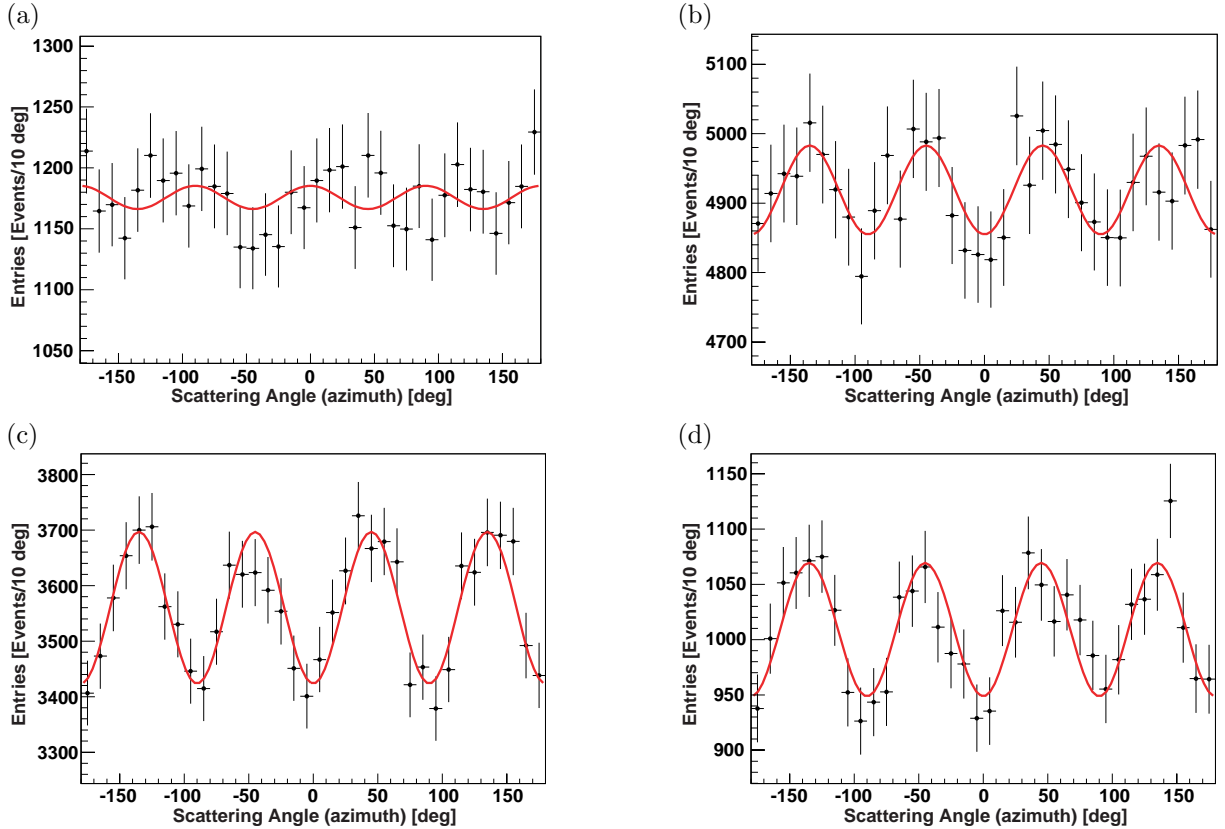 (a)
(b)
1300
1250
1200
1150
1100
1050
Entries [Events/10 deg]
-150 -100 -50 0 50 100 150
Scattering Angle (azimuth) [deg]
5100
5000
4900
4800
4700
Entries [Events/10 deg]
-150 -100 -50 0 50 100 150
Scattering Angle (azimuth) [deg]
(c)
(d)
3800
3700
3600
3500
3400
3300
Entries [Events/10 deg]
-150 -100 -50 0 50 100 150
Scattering Angle (azimuth) [deg]
1150
1100
1050
1000
950
900
Entries [Events/10 deg]
-150 -100 -50 0 50 100 150
Scattering Angle (azimuth) [deg]